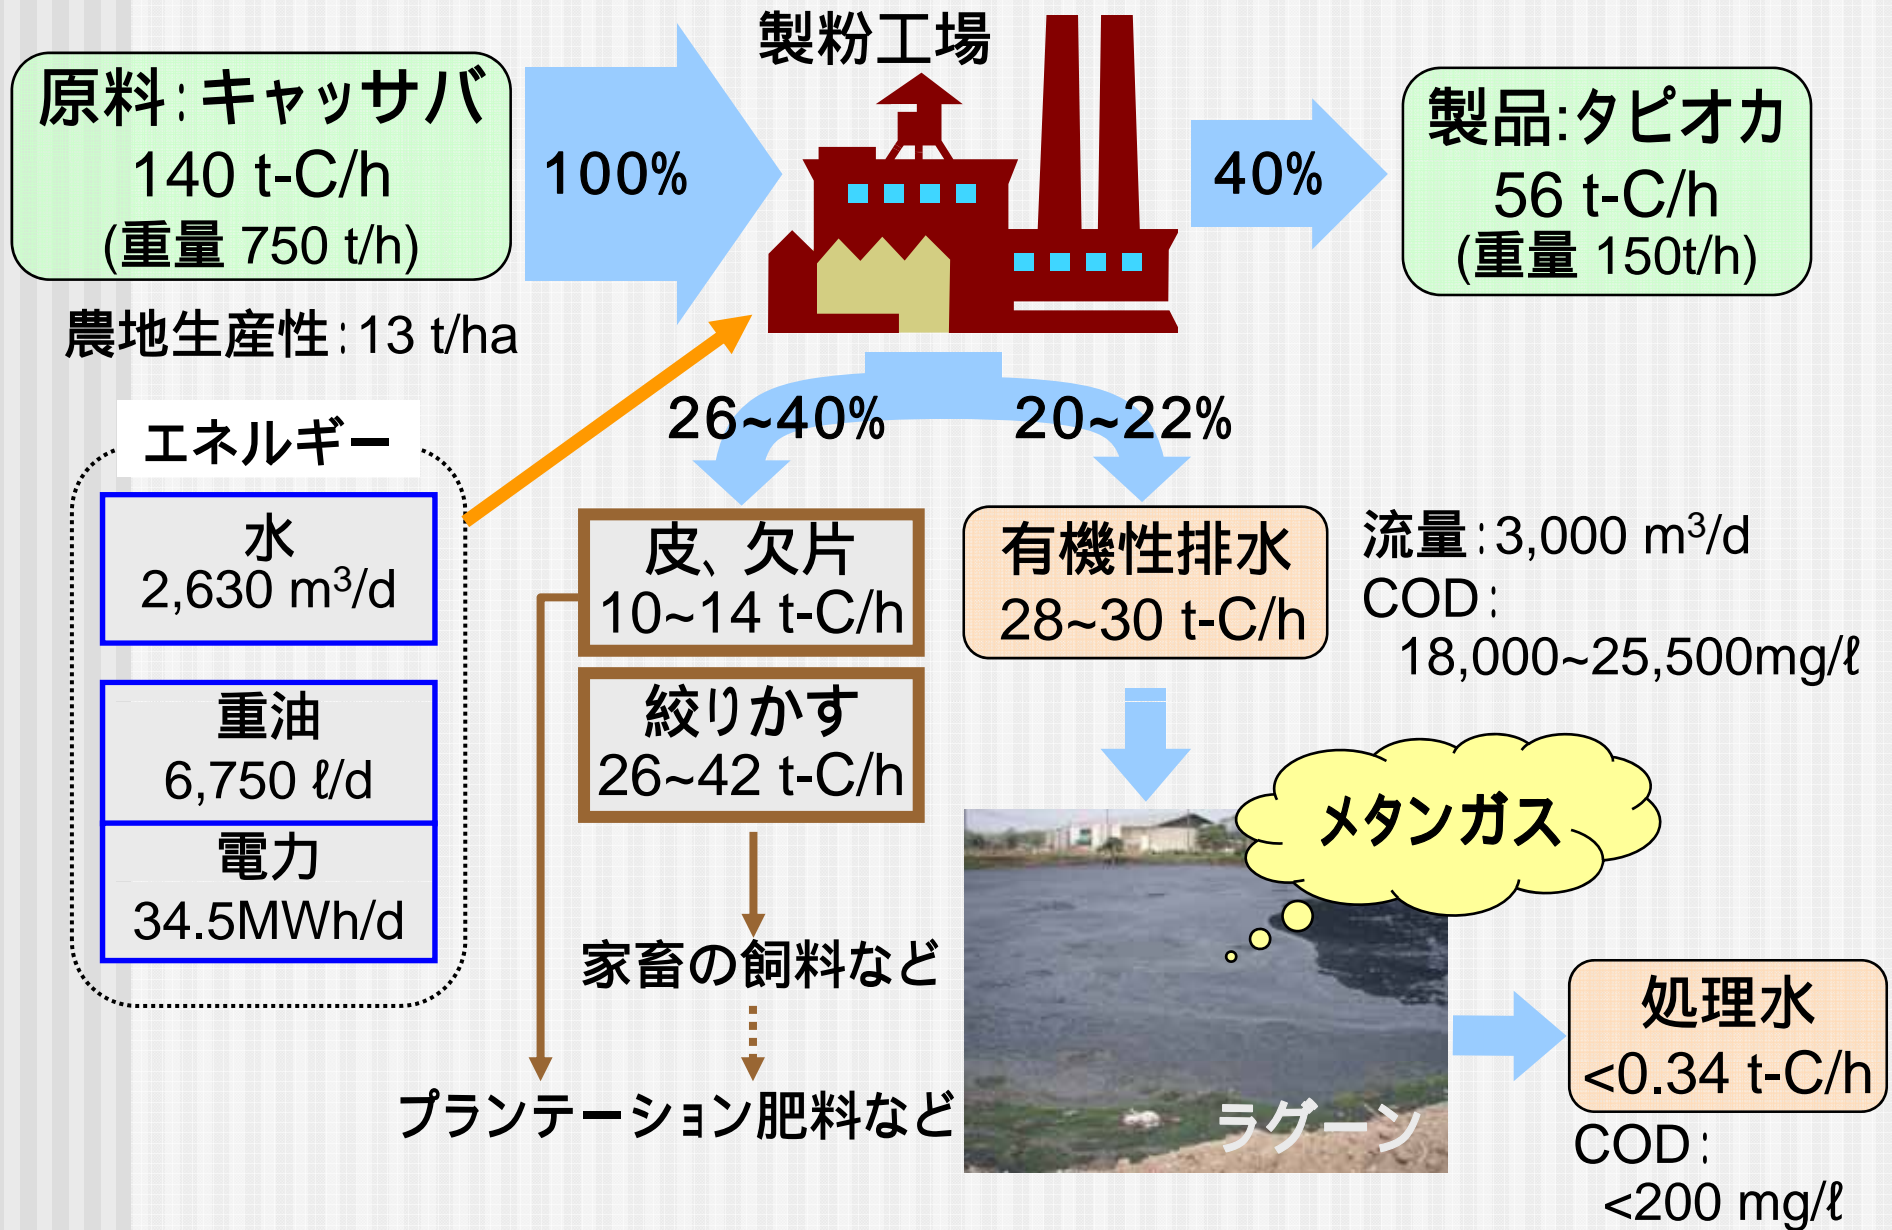 製粉工場
原料：キャッサバ
140 t-C/h
(重量 750 t/h)
100%
40%
製品:タピオカ
56 t-C/h
(重量 150t/h)
農地生産性：13 t/ha
エネルギー
水
2,630 m³/d
重油
6,750 ℓ/d
電力
34.5MWh/d
26~40%
20~22%
皮、欠片
10~14 t-C/h
絞りかす
26~42 t-C/h
家畜の飼料など
プランテーション肥料など
有機性排水
28~30 t-C/h
流量：3,000 m³/d
COD：
18,000~25,500mg/ℓ
メタンガス
ラグーン
処理水
<0.34 t-C/h
COD：
<200 mg/ℓ